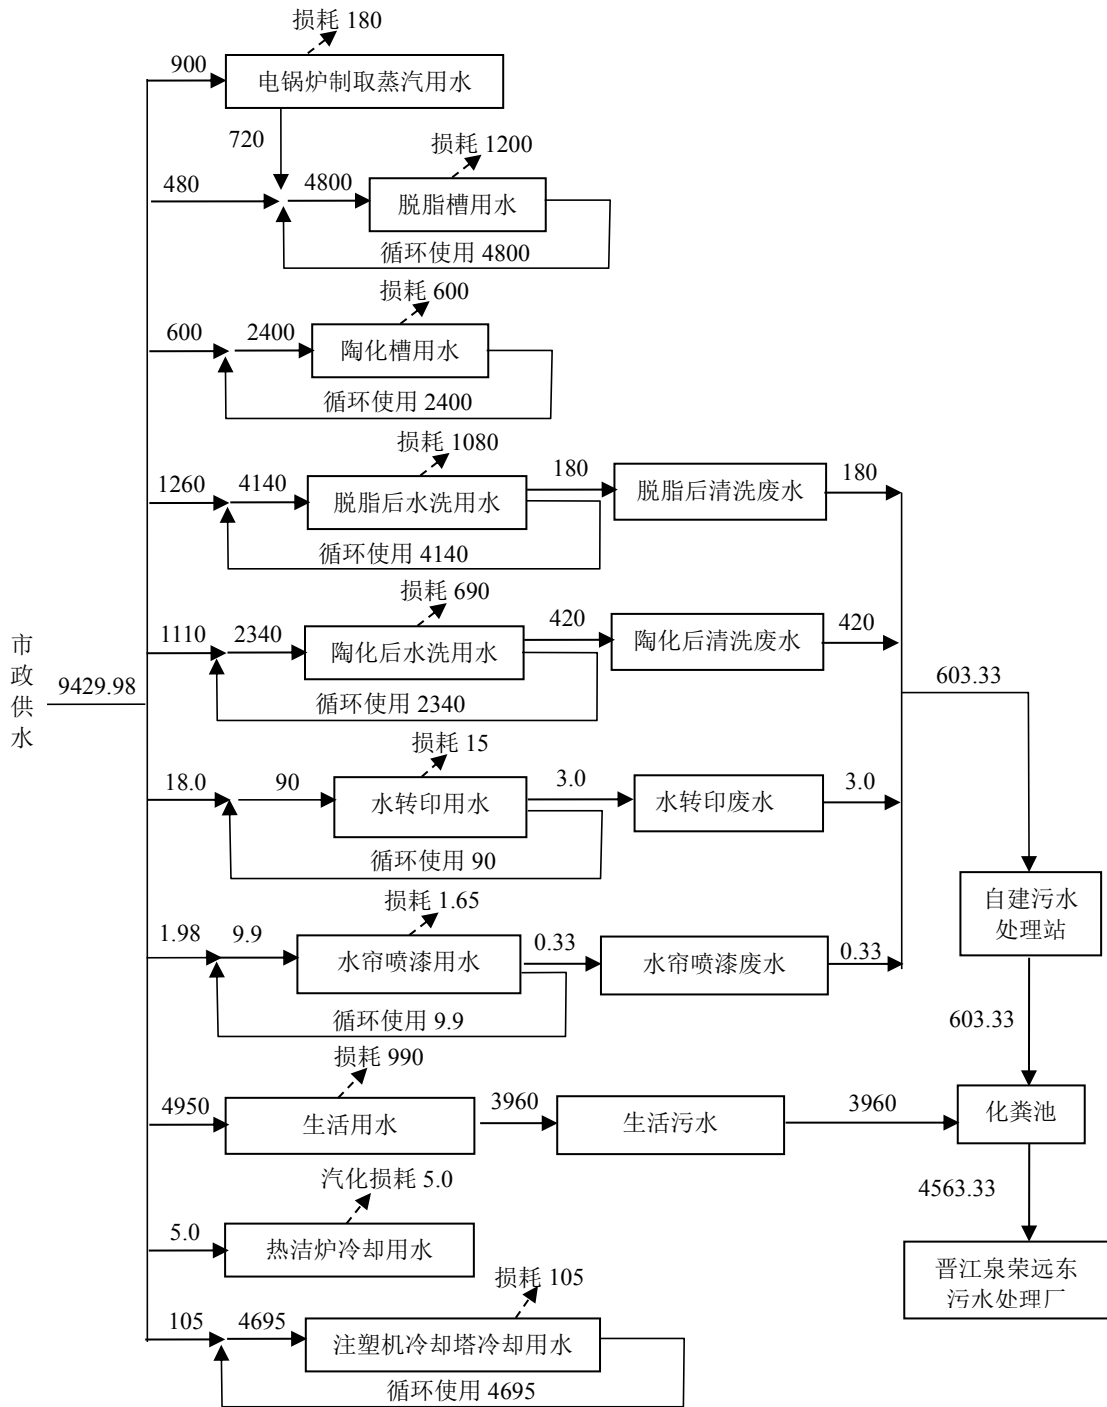 损耗 180
900
电锅炉制取蒸汽用水
720
损耗 1200
480
4800
脱脂槽用水
循环使用 4800
损耗 600
600
2400
陶化槽用水
循环使用 2400
损耗 1080
1260
4140
脱脂后水洗用水
180
脱脂后清洗废水
180
循环使用 4140
损耗 690
1110
2340
陶化后水洗用水
420
陶化后清洗废水
420
循环使用 2340
市
政
供
水
9429.98
603.33
损耗 15
18.0
90
水转印用水
3.0
水转印废水
3.0
循环使用 90
损耗 1.65
自建污水
处理站
1.98
9.9
水帘喷漆用水
0.33
水帘喷漆废水
0.33
循环使用 9.9
603.33
损耗 990
4950
生活用水
3960
生活污水
3960
化粪池
4563.33
汽化损耗 5.0
5.0
热洁炉冷却用水
晋江泉荣远东
污水处理厂
损耗 105
105
4695
注塑机冷却塔冷却用水
循环使用 4695